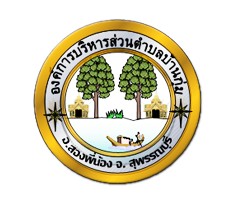 องค์การบริหารส่วนตำบลบ้านกุ่ม
อ.สองพี่น้อง จ.สุพรรณบุรี